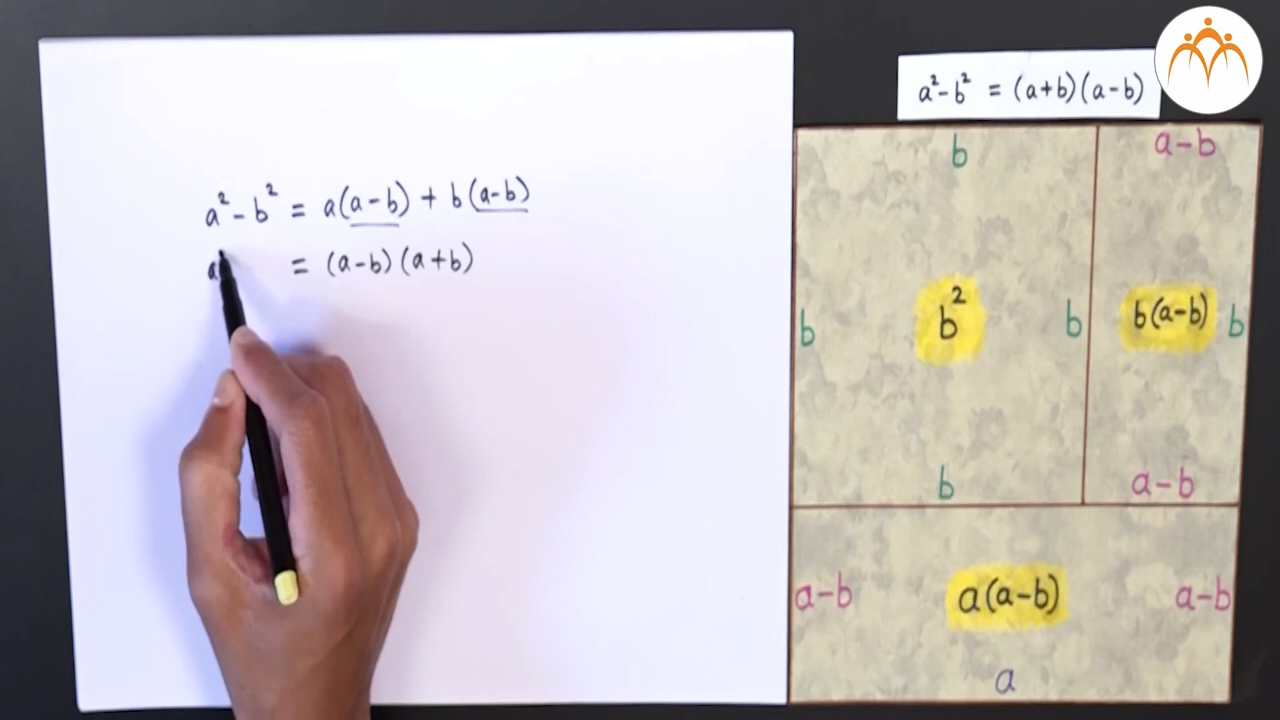 a² - b² = a(a - b) + b(a - b)
a = (a - b)(a + b)
a² - b² = (a + b)(a - b)
b
a - b
b
b²
b
b(a - b)
b
b
a - b
a - b
a(a - b)
a - b
a